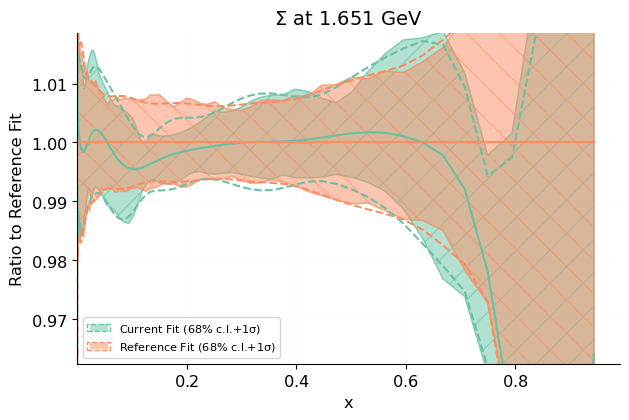 Σ at 1.651 GeV
Ratio to Reference Fit
1.01
1.00
0.99
0.98
0.97
Current Fit (68% c.l.+1σ)
Reference Fit (68% c.l.+1σ)
0.2 0.4 0.6 0.8
x